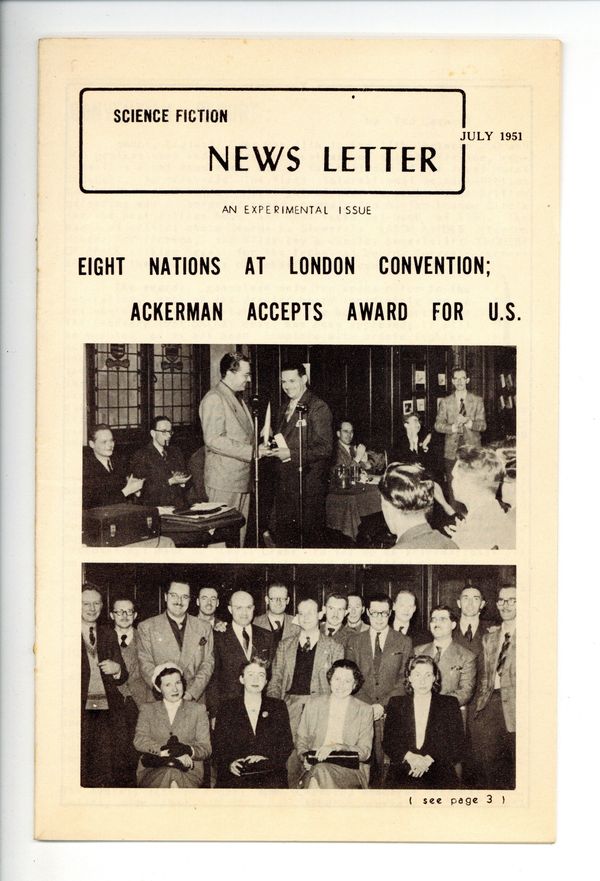 SCIENCE FICTION
NEWS LETTER
JULY 1951
AN EXPERIMENTAL ISSUE
EIGHT NATIONS AT LONDON CONVENTION;
ACKERMAN ACCEPTS AWARD FOR U.S.
( see page 3 )